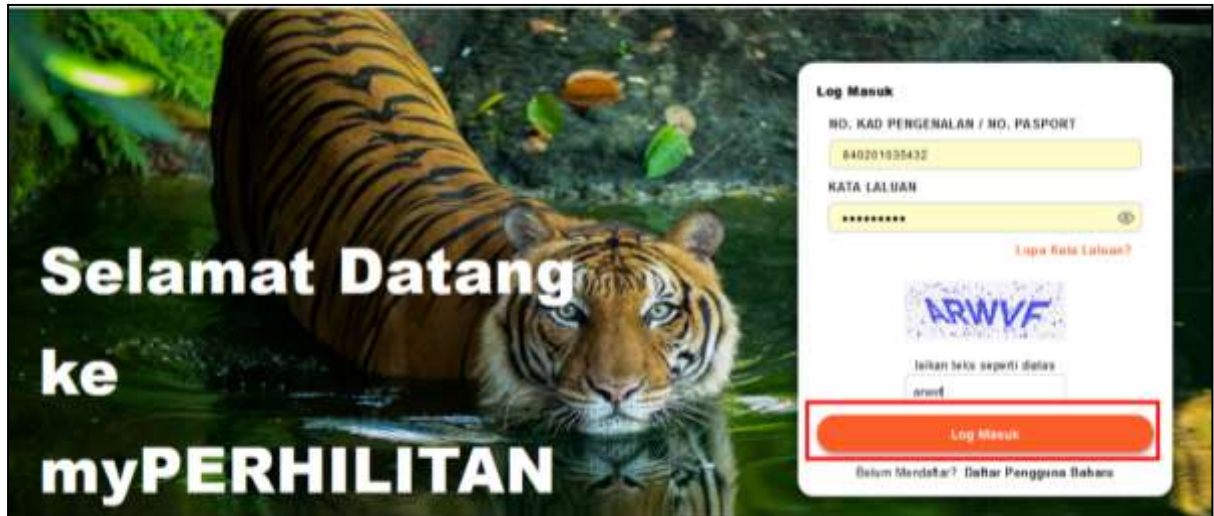 Selamat Datang
ke
myPERHILITAN
Log Masuk
NO. KAD PENGENALAN / NO. PASPORT
840201035432
KATA LALUAN
•••••••••
Lupa Kata Laluan?
ARWVF
Isikan teks seperti diatas
Log Masuk
Belum Mendaftar? Daftar Pengguna Baharu